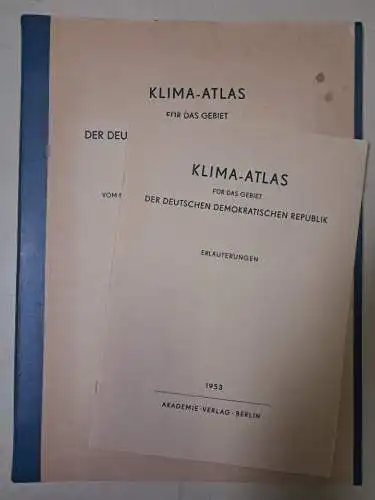 KLIMA-ATLAS
FÜR DAS GEBIET
DER DEU
VOM
KLIMA-ATLAS
FÜR DAS GEBIET
DER DEUTSCHEN DEMOKRATISCHEN REPUBLIK
ERLÄUTERUNGEN
1953
AKADEMIE-VERLAG·BERLIN